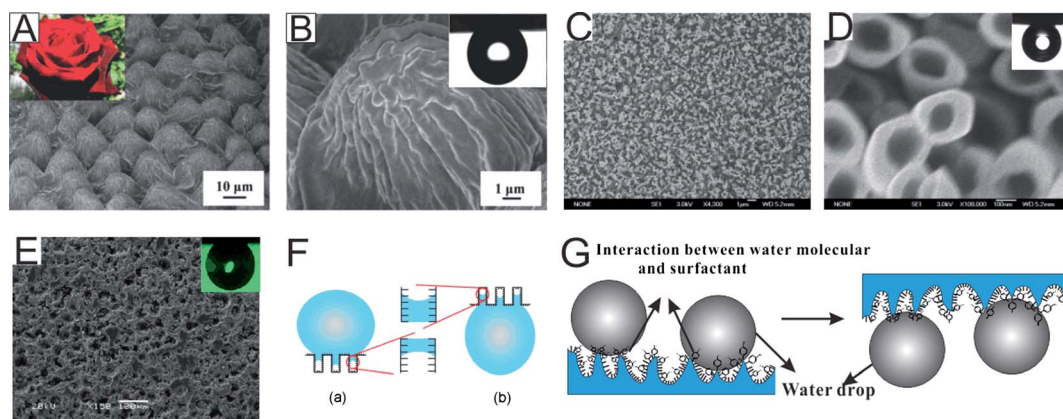 A
10 μm
B
1 μm
C
NONE SEI 3.0kV X4,300 1μm WD 5.2mm
D
NONE SEI 3.0kV X100,000 100nm WD 5.2mm
E
20kV X150 100μm
F
(a)
(b)
G
Interaction between water molecular
and surfactant
Water drop